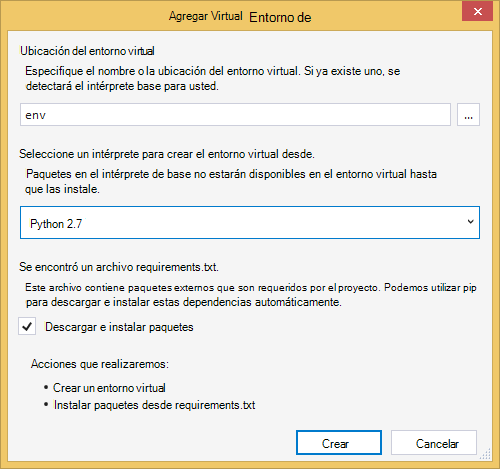 Agregar Virtual Entorno de
Ubicación del entorno virtual
Especifique el nombre o la ubicación del entorno virtual. Si ya existe uno, se
detectará el intérprete base para usted.
env
...
Seleccione un intérprete para crear el entorno virtual desde.
Paquetes en el intérprete de base no estarán disponibles en el entorno virtual hasta
que las instale.
Python 2.7
Se encontró un archivo requirements.txt.
Este archivo contiene paquetes externos que son requeridos por el proyecto. Podemos utilizar pip
para descargar e instalar estas dependencias automáticamente.
Descargar e instalar paquetes
Acciones que realizaremos:
• Crear un entorno virtual
• Instalar paquetes desde requirements.txt
Crear
Cancelar